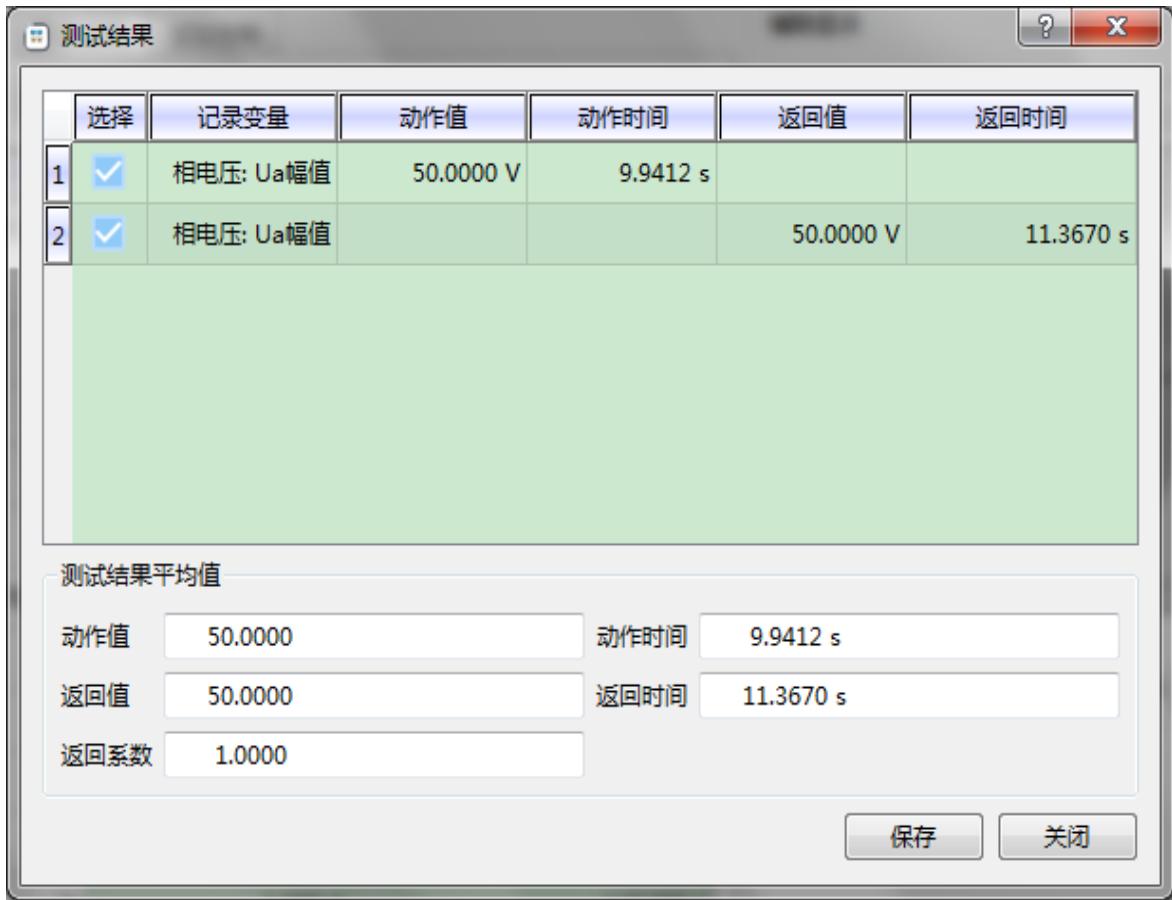 测试结果
选择 记录变量 动作值 动作时间 返回值 返回时间
1 相电压: Ua幅值 50.0000 V 9.9412 s
2 相电压: Ua幅值 50.0000 V 11.3670 s
测试结果平均值
动作值 50.0000 动作时间 9.9412 s
返回值 50.0000 返回时间 11.3670 s
返回系数 1.0000
保存 关闭